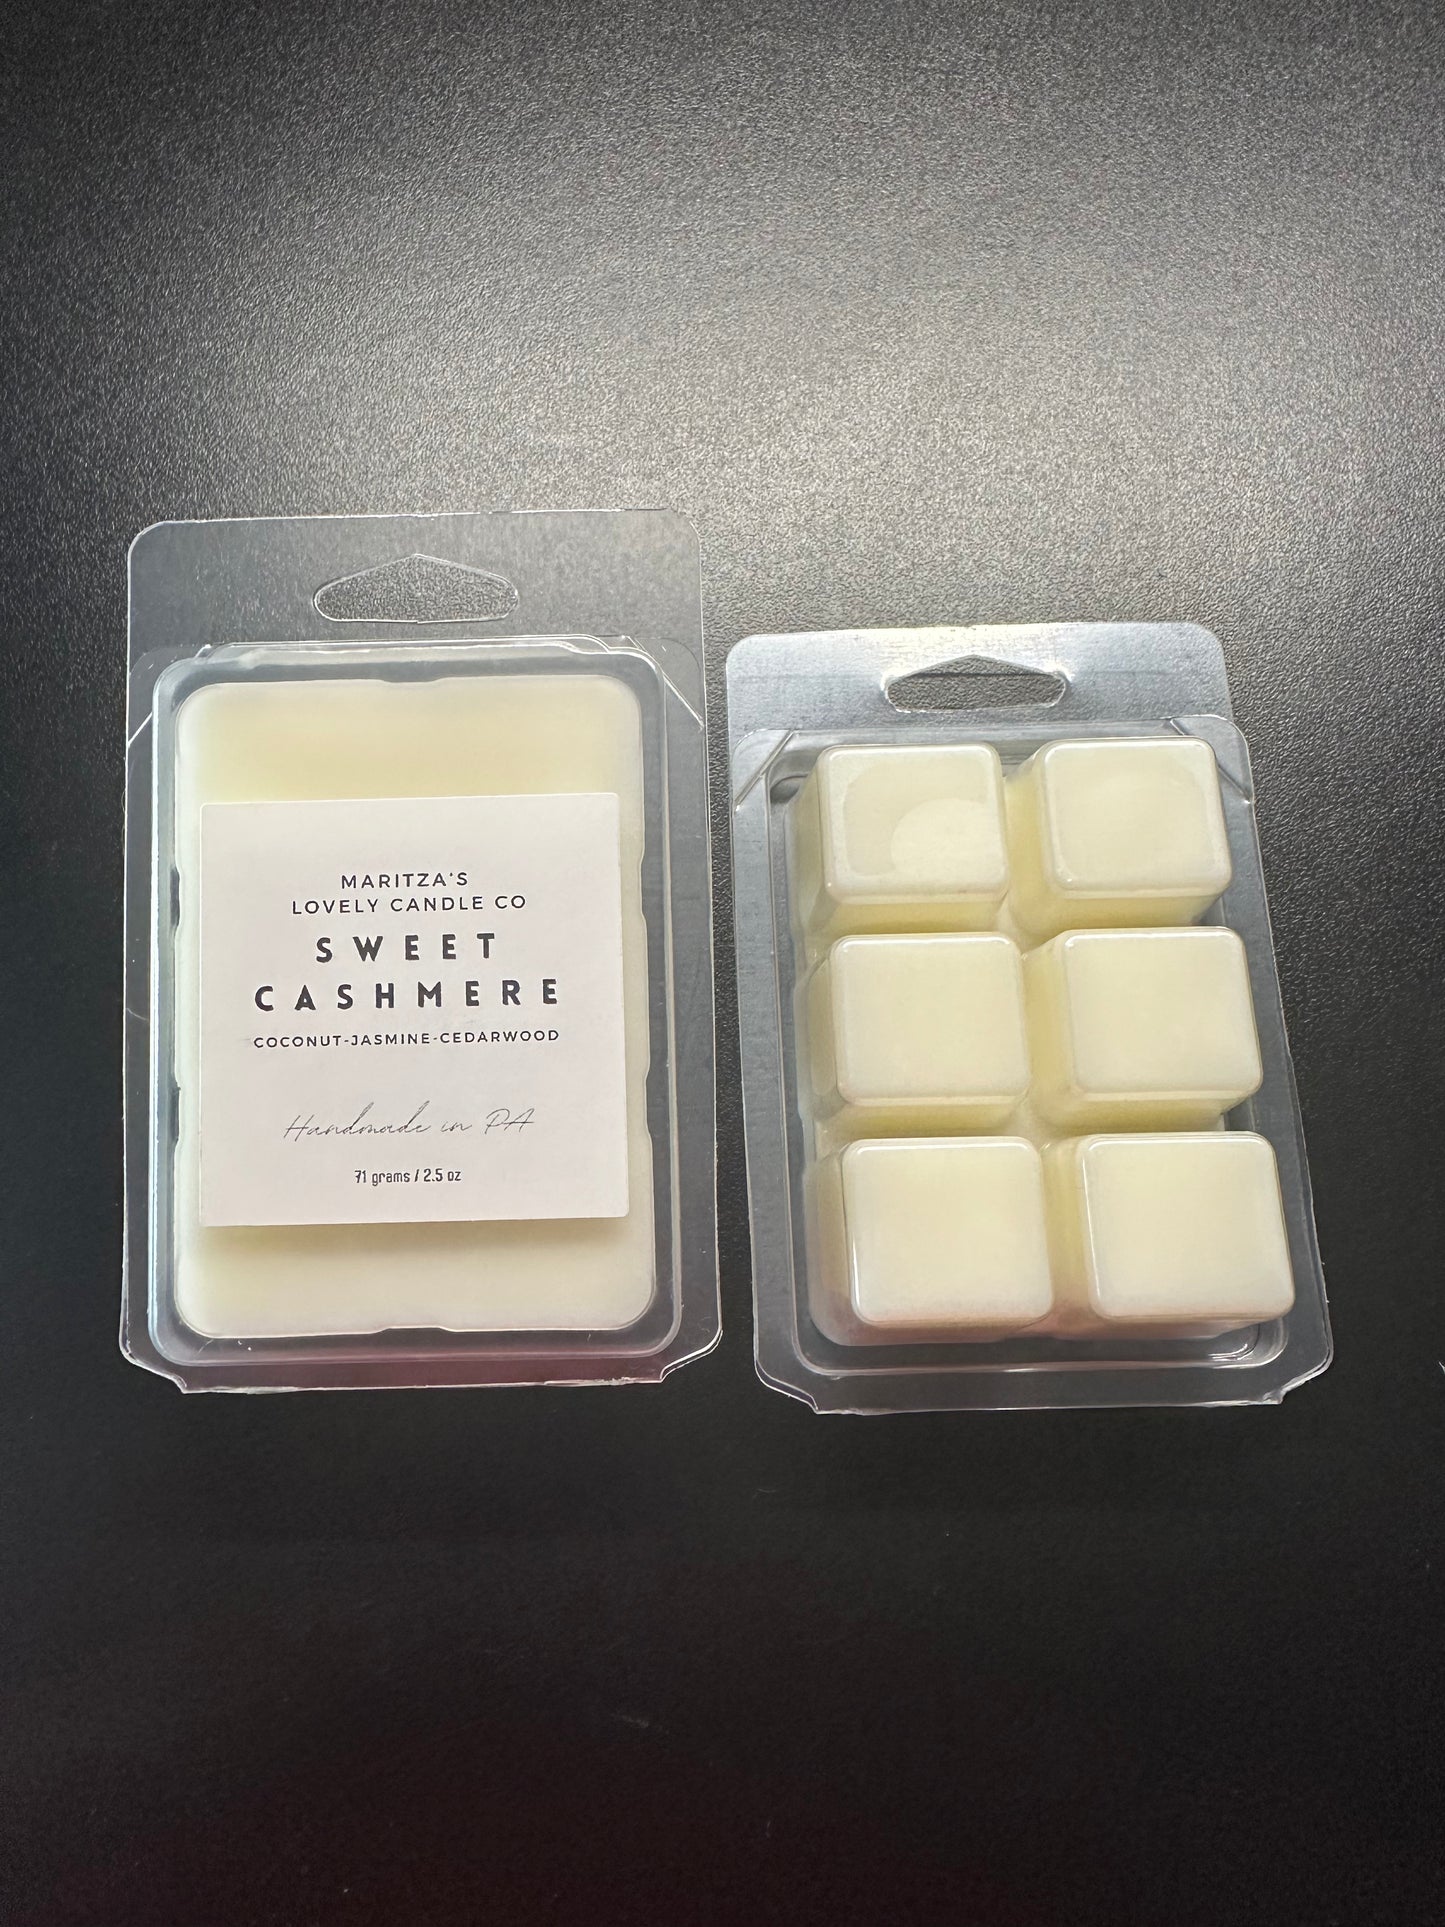 MARITZA'S
LOVELY CANDLE CO
SWEET
CASHMERE
COCONUT-JASMINE-CEDARWOOD
Handmade in PA
71 grams / 2.5 oz